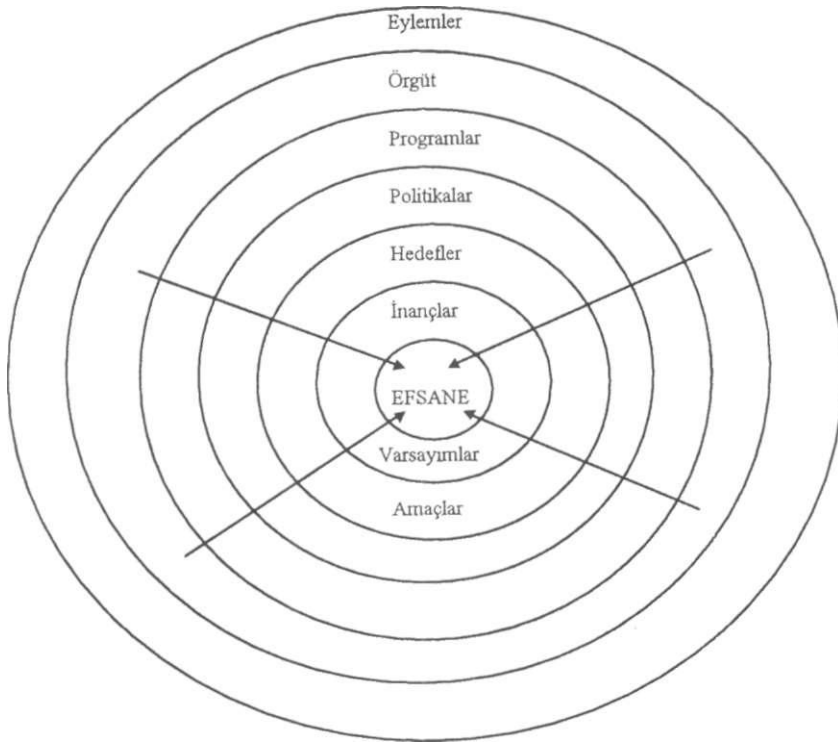 Eylemler
Örgüt
Programlar
Politikalar
Hedefler
İnançlar
EFSANE
Varsayımlar
Amaçlar